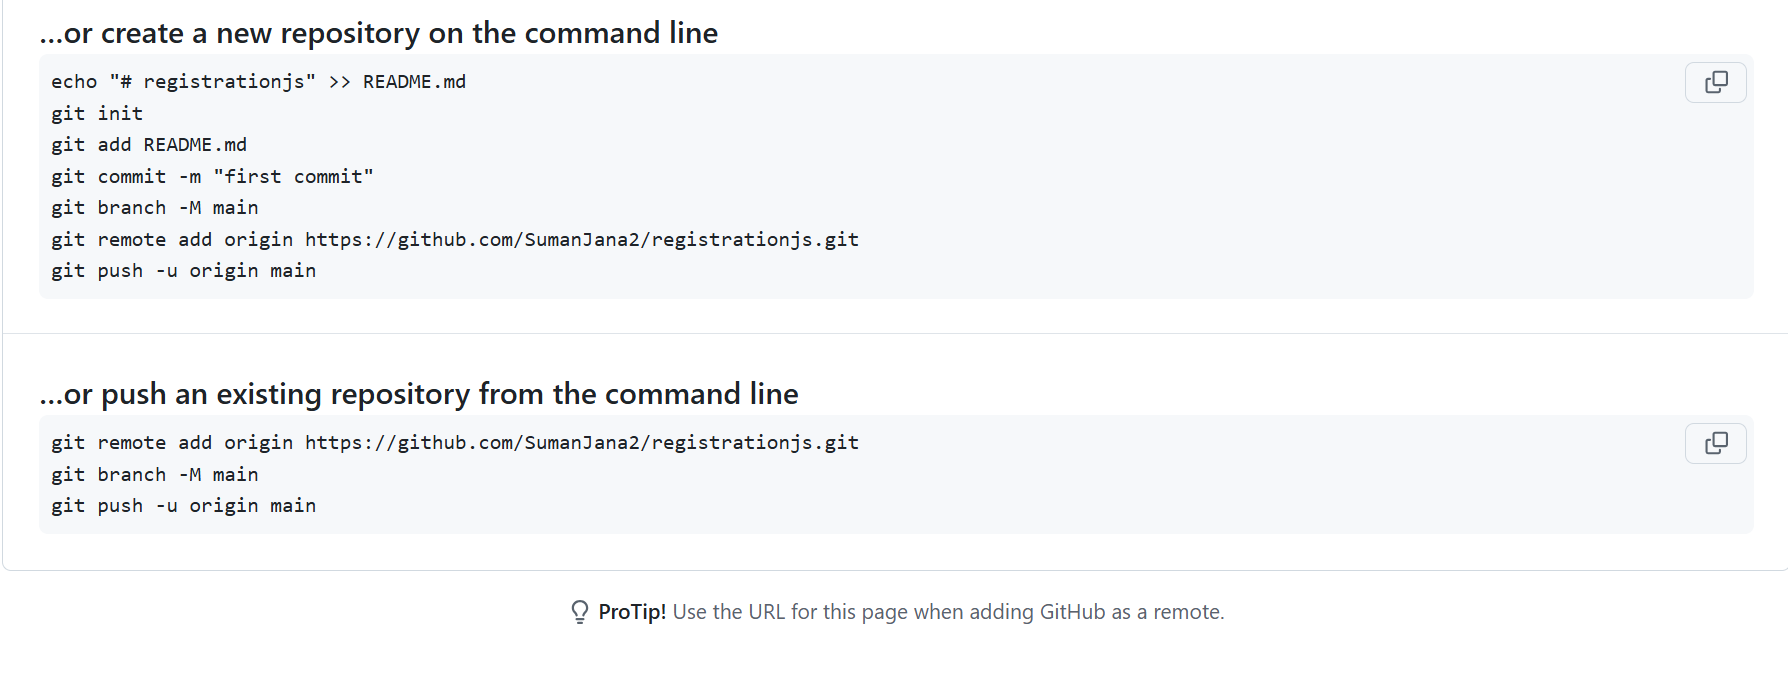 ...or create a new repository on the command line
echo "# registrationjs" >> README.md
git init
git add README.md
git commit -m "first commit"
git branch -M main
git remote add origin https://github.com/SumanJana2/registrationjs.git
git push -u origin main
...or push an existing repository from the command line
git remote add origin https://github.com/SumanJana2/registrationjs.git
git branch -M main
git push -u origin main
ProTip! Use the URL for this page when adding GitHub as a remote.